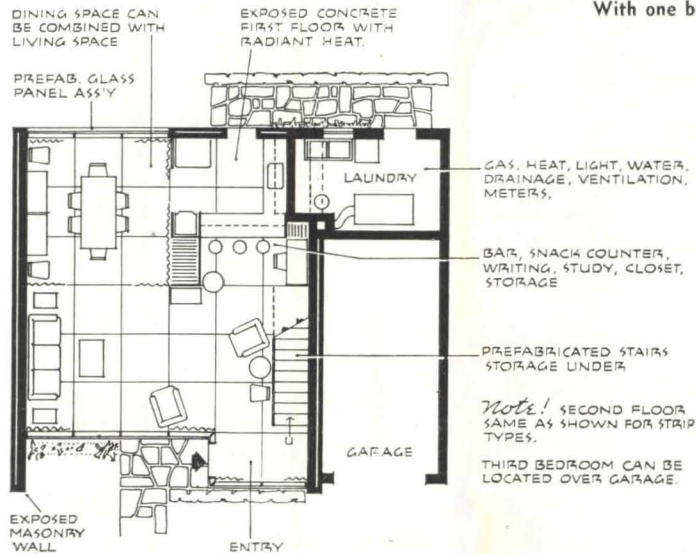 With one b
DINING SPACE CAN
BE COMBINED WITH
LIVING SPACE
EXPOSED CONCRETE
FIRST FLOOR WITH
RADIANT HEAT.
PREFAB. GLASS
PANEL ASS'Y
LAUNDRY
GAS, HEAT, LIGHT, WATER,
DRAINAGE, VENTILATION,
METERS.
BAR, SNACK COUNTER,
WRITING, STUDY, CLOSET,
STORAGE
PREFABRICATED STAIRS
STORAGE UNDER
Note! SECOND FLOOR
SAME AS SHOWN FOR STRIP
TYPES.
THIRD BEDROOM CAN BE
LOCATED OVER GARAGE.
GARAGE
EXPOSED
MASONRY
WALL
ENTRY